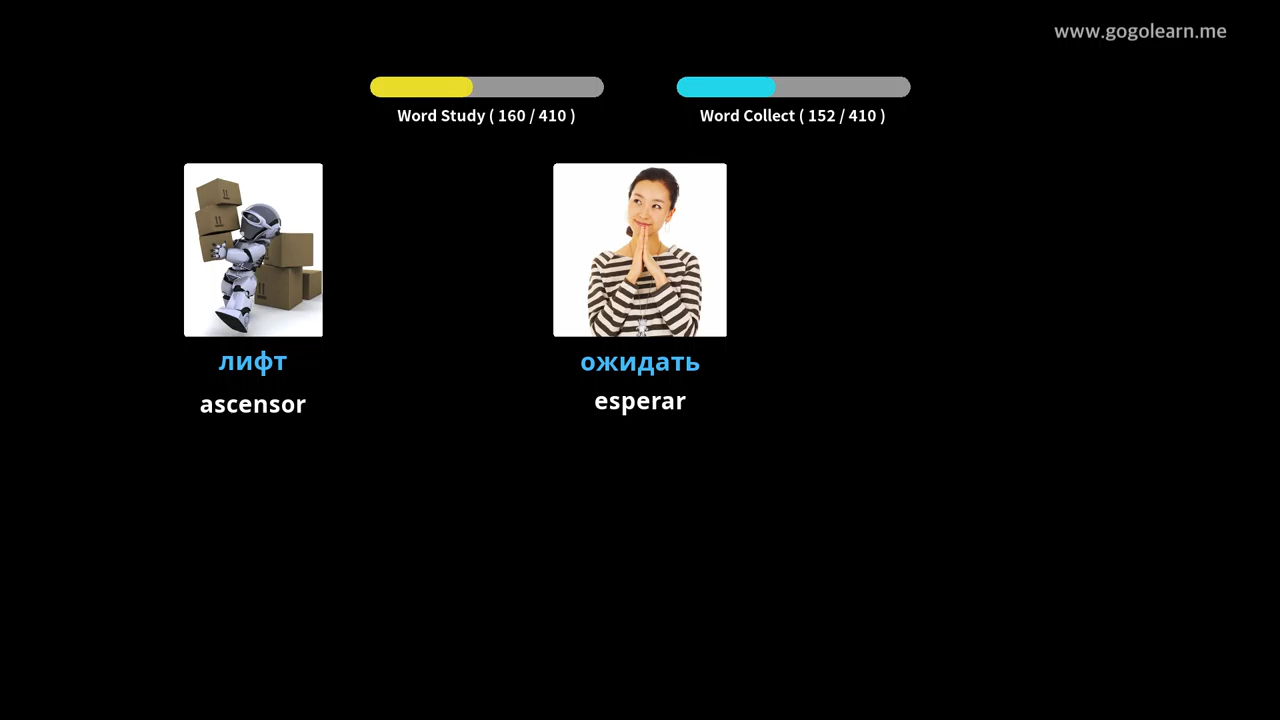 www.gogolearn.me
Word Study ( 160 / 410 )
Word Collect ( 152 / 410 )
лифт
ascensor
ожидать
esperar